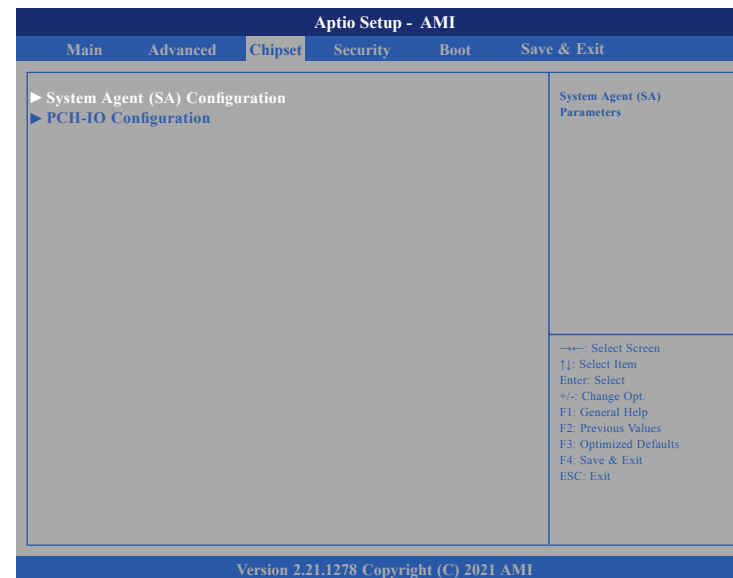 Aptio Setup - AMI
Main Advanced Chipset Security Boot Save & Exit
▶ System Agent (SA) Configuration
▶ PCH-IO Configuration
System Agent (SA)
Parameters
→←: Select Screen
↑↓: Select Item
Enter: Select
+/-: Change Opt.
F1: General Help
F2: Previous Values
F3: Optimized Defaults
F4: Save & Exit
ESC: Exit
Version 2.21.1278 Copyright (C) 2021 AMI